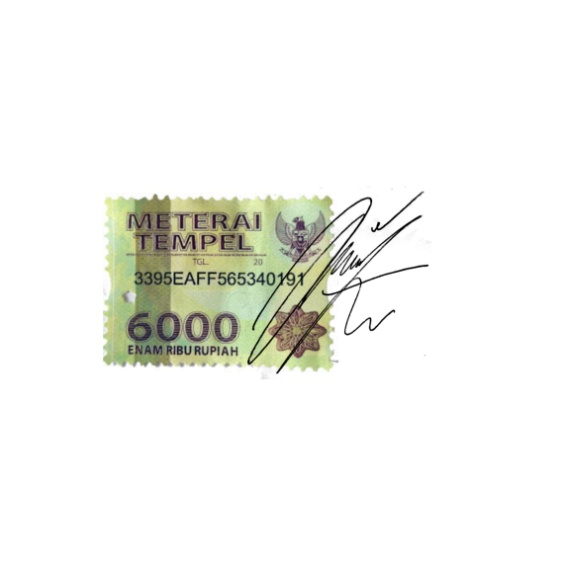 METERAI
TEMPEL
TGL. 20
3395EAFF565340191
6000
ENAM RIBU RUPIAH